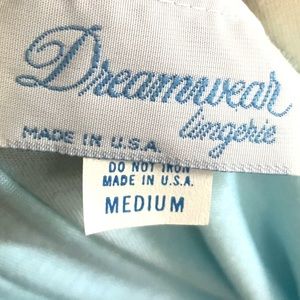 Dreamwear
lingerie
MADE IN U.S.A.
DO NOT IRON
MADE IN U.S.A.
MEDIUM